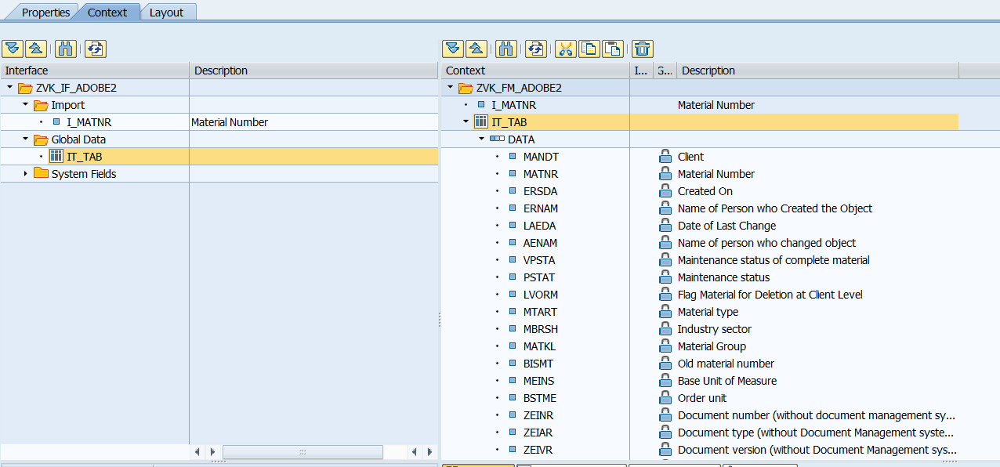 Properties Context Layout
Interface Description
ZVK_IF_ADOBE2
Import
I_MATNR Material Number
Global Data
IT_TAB
System Fields
Context I... G... Description
ZVK_FM_ADOBE2
I_MATNR Material Number
IT_TAB
DATA
MANDT Client
MATNR Material Number
ERSDA Created On
ERNAM Name of Person who Created the Object
LAEDA Date of Last Change
AENAM Name of person who changed object
VPSTA Maintenance status of complete material
PSTAT Maintenance status
LVORM Flag Material for Deletion at Client Level
MTART Material type
MBRSH Industry sector
MATKL Material Group
BISMT Old material number
MEINS Base Unit of Measure
BSTME Order unit
ZEINR Document number (without document management sy...
ZEIAR Document type (without Document Management syste...
ZEIVR Document version (without Document Management sys...